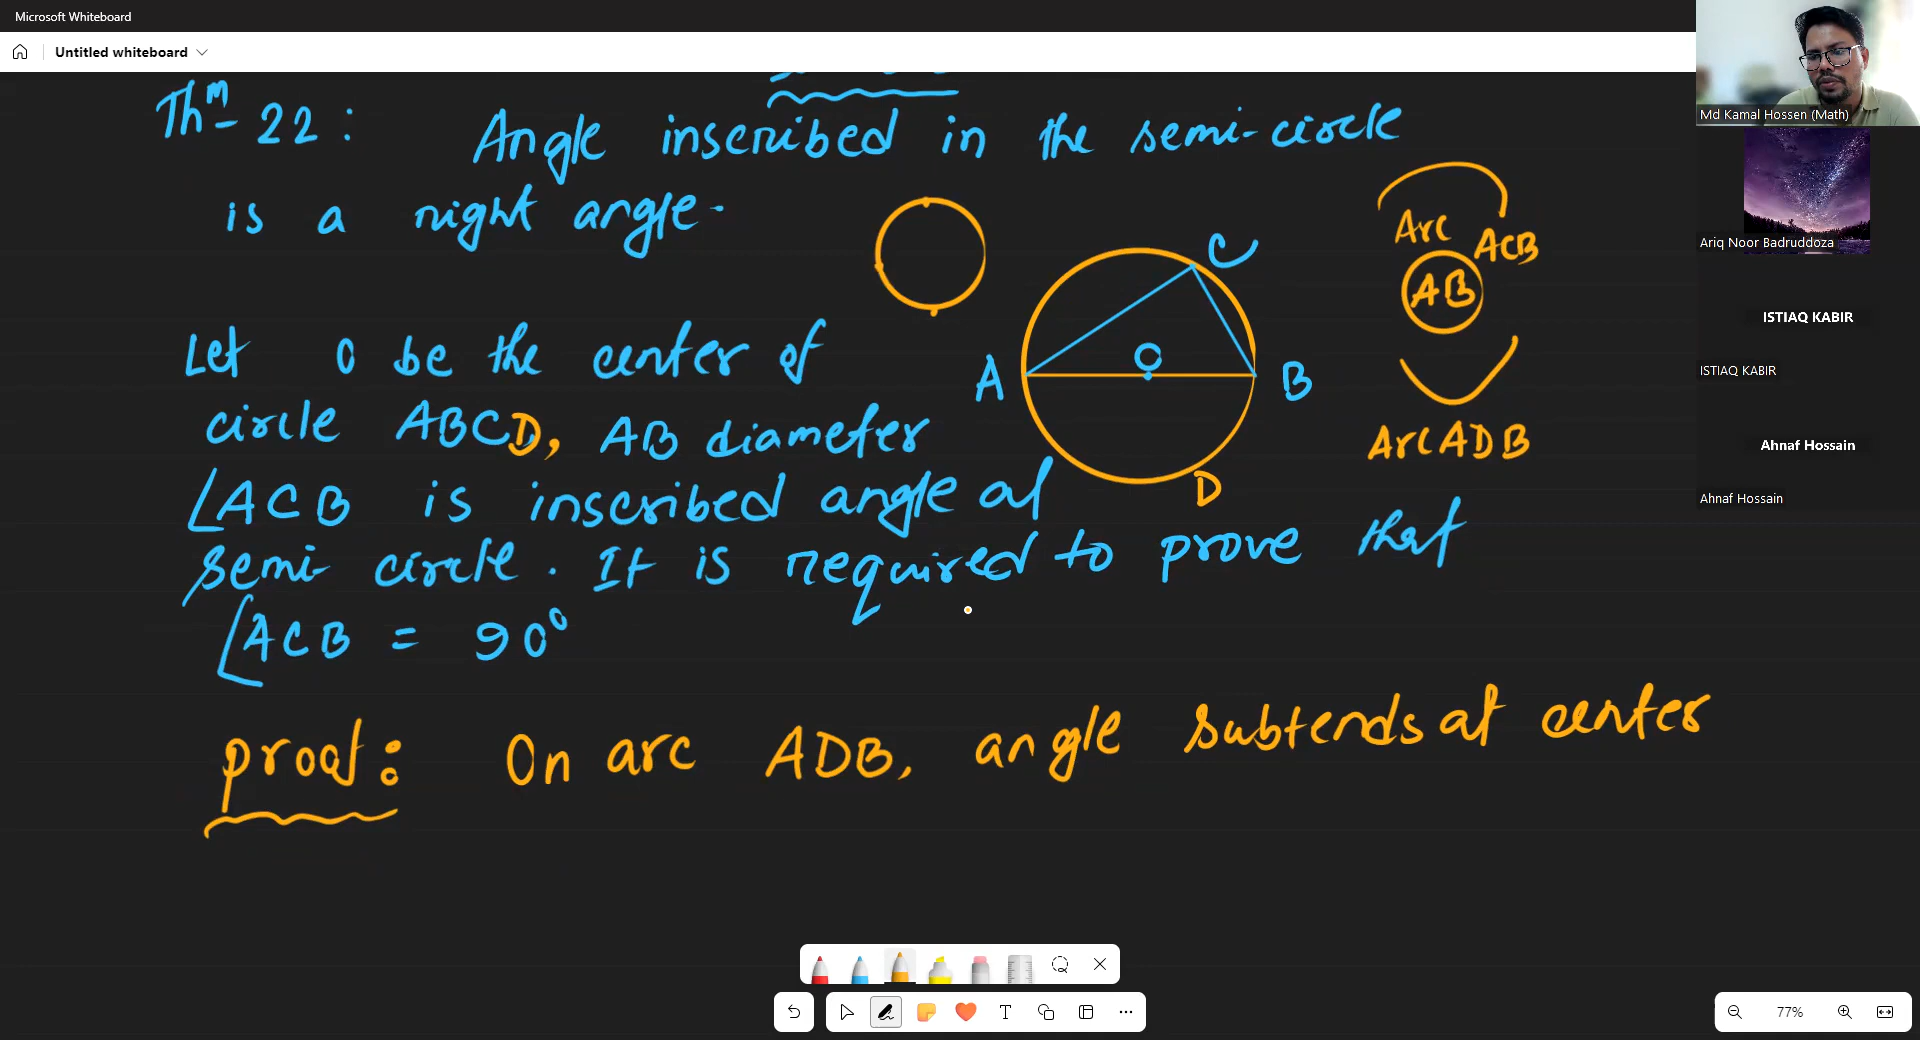 Microsoft Whiteboard
Untitled whiteboard
Thm - 22 : Angle inscribed in the semi-circle
is a right angle.
Arc ACB
AB
Arc ADB
C
A
O
B
D
Let O be the center of
circle ABCD, AB diameter
∠ACB is inscribed angle at
semi circle. It is required to prove that
∠ACB = 90°
proof: On arc ADB, angle subtends at center
Md Kamal Hossen (Math)
Ariq Noor Badruddoza
ISTIAQ KABIR
ISTIAQ KABIR
Ahnaf Hossain
Ahnaf Hossain
T
77%